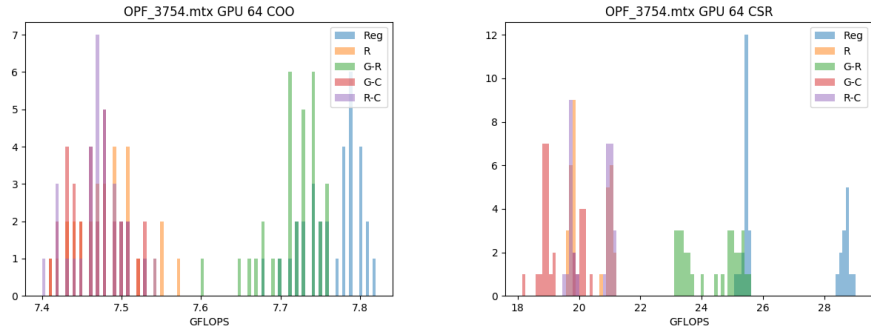 OPF_3754.mtx GPU 64 COO
7
6
5
4
3
2
1
0
7.4
7.5
7.6
7.7
7.8
GFLOPS
Reg
R
G-R
G-C
R-C
OPF_3754.mtx GPU 64 CSR
12
10
8
6
4
2
0
18
20
22
24
26
28
GFLOPS
Reg
R
G-R
G-C
R-C